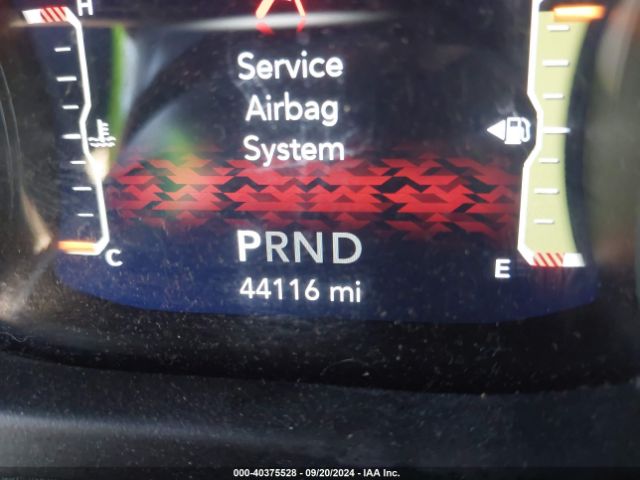 H
Service
Airbag
System
C
PRND
E
44116 mi
000-40375528 - 09/20/2024 - IAA Inc.